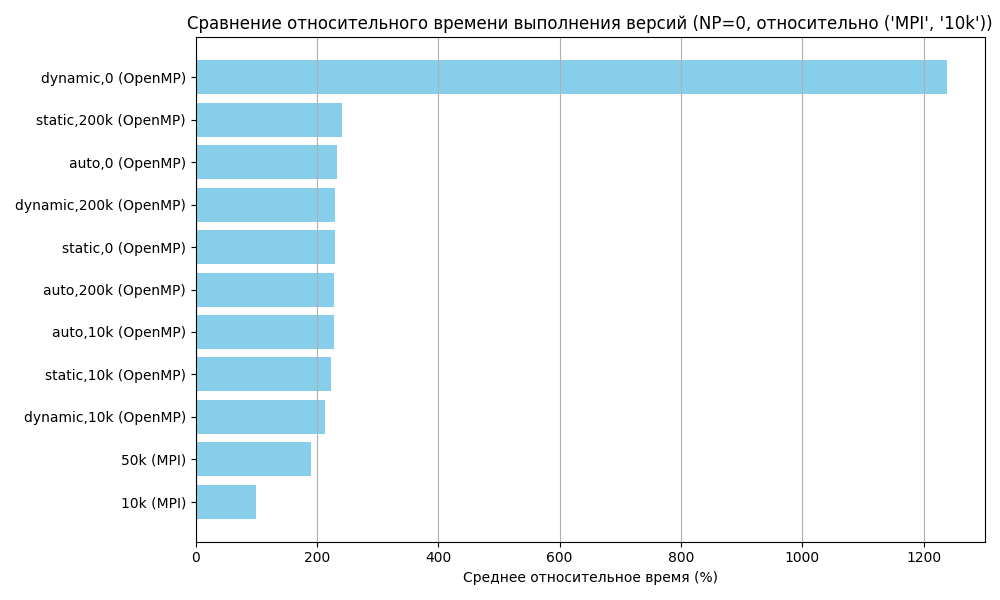 Сравнение относительного времени выполнения версий (NP=0, относительно ('MPI', '10k'))
dynamic,0 (OpenMP)
static,200k (OpenMP)
auto,0 (OpenMP)
dynamic,200k (OpenMP)
static,0 (OpenMP)
auto,200k (OpenMP)
auto,10k (OpenMP)
static,10k (OpenMP)
dynamic,10k (OpenMP)
50k (MPI)
10k (MPI)
0 200 400 600 800 1000 1200
Среднее относительное время (%)